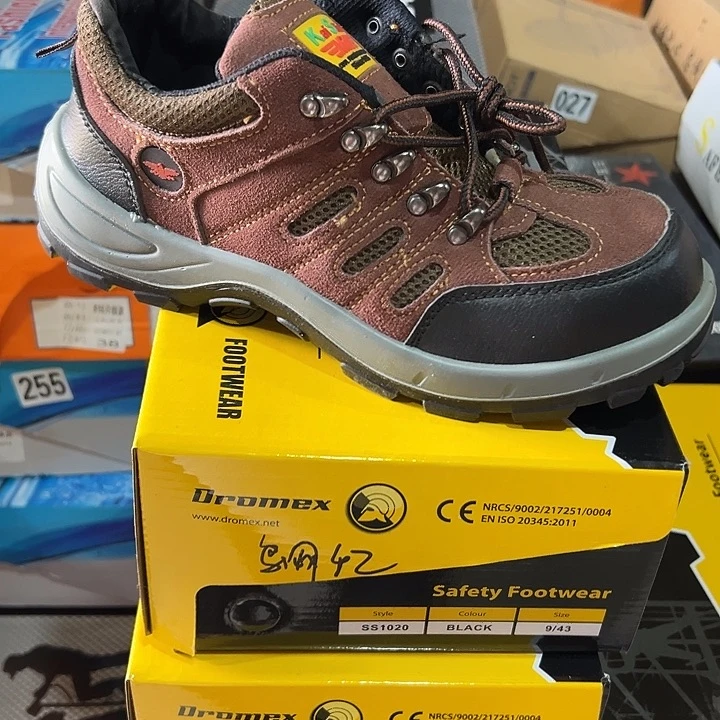 027
255
38
FOOTWEAR
Dromex
www.dromex.net
CE NRCS/9002/217251/0004
EN ISO 20345:2011
42
Safety Footwear
Style Colour Size
SS1020 BLACK 9/43
Footwear
Dromex
CE NRCS/9002/217251/0004